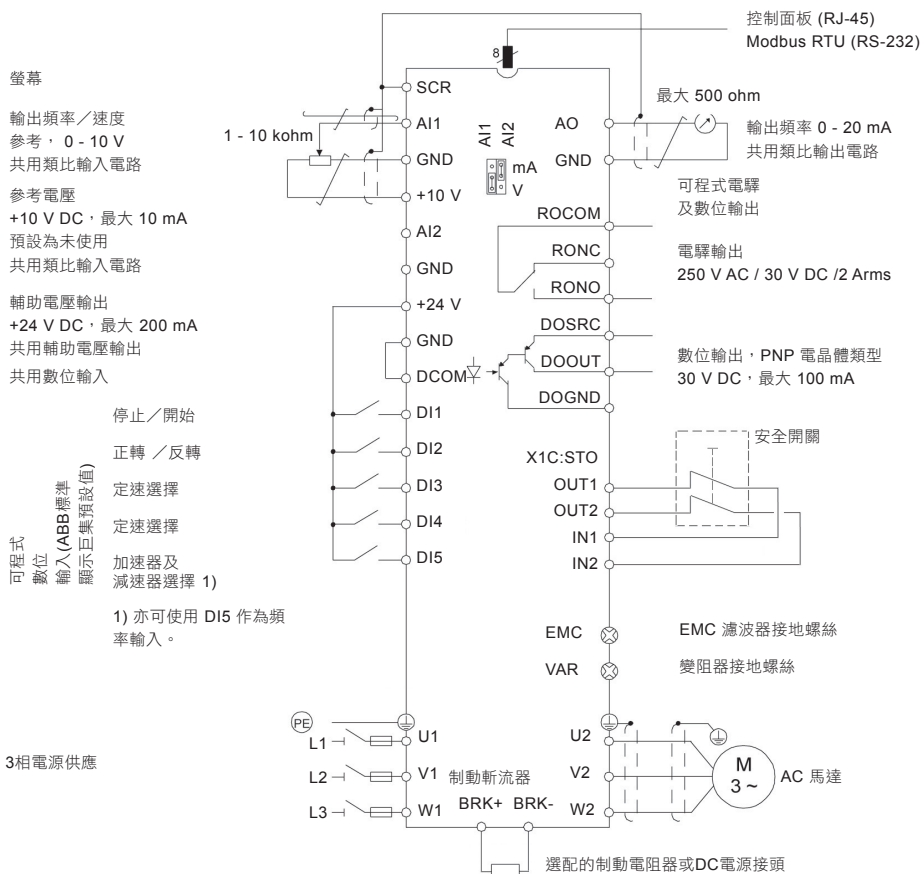 控制面板 (RJ-45)
Modbus RTU (RS-232)
8
螢幕
SCR
最大 500 ohm
輸出頻率／速度
參考， 0 - 10 V
共用類比輸入電路
1 - 10 kohm
AI1
GND
AI1
AI2
mA
V
AO
GND
輸出頻率 0 - 20 mA
共用類比輸出電路
參考電壓
+10 V DC，最大 10 mA
預設為未使用
共用類比輸入電路
+10 V
AI2
GND
可程式電驛
及數位輸出
ROCOM
RONC
RONO
電驛輸出
250 V AC / 30 V DC /2 Arms
輔助電壓輸出
+24 V DC，最大 200 mA
共用輔助電壓輸出
共用數位輸入
+24 V
GND
DCOM
DOSRC
DOOUT
DOGND
數位輸出，PNP 電晶體類型
30 V DC，最大 100 mA
可程式
數位
輸入(ABB標準
顯示巨集預設值)
停止／開始
DI1
正轉 ／反轉
DI2
定速選擇
DI3
定速選擇
DI4
加速器及
減速器選擇 1)
DI5
1) 亦可使用 DI5 作為頻
率輸入。
安全開關
X1C:STO
OUT1
OUT2
IN1
IN2
EMC
EMC 濾波器接地螺絲
VAR
變阻器接地螺絲
PE
3相電源供應
L1
U1
L2
V1
L3
W1
制動斬流器
BRK+ BRK-
U2
V2
W2
M
3 ~
AC 馬達
選配的制動電阻器或DC電源接頭